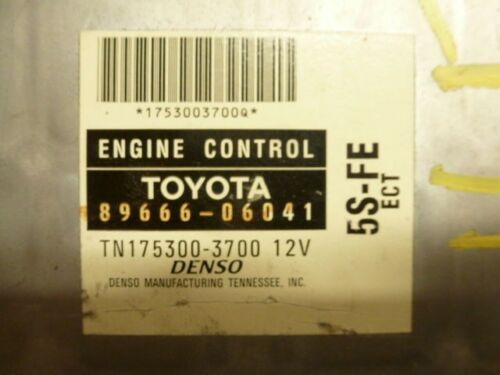 *1753003700Q*
ENGINE CONTROL
TOYOTA
89666-06041
TN175300-3700 12V
DENSO
DENSO MANUFACTURING TENNESSEE, INC.
5S-FE
ECT